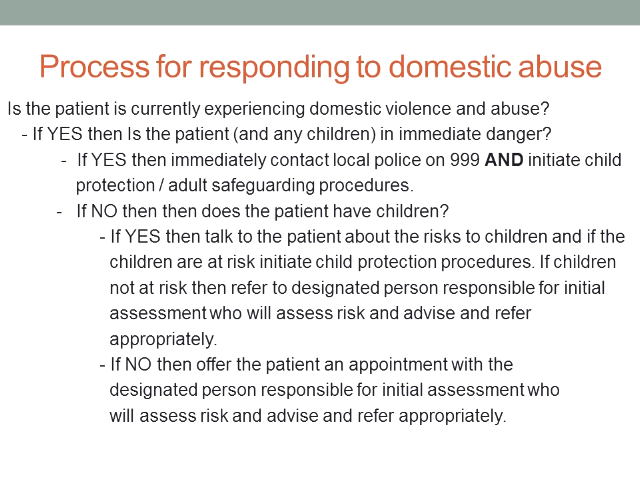 Process for responding to domestic abuse
Is the patient is currently experiencing domestic violence and abuse?
- If YES then Is the patient (and any children) in immediate danger?
- If YES then immediately contact local police on 999 AND initiate child
protection / adult safeguarding procedures.
- If NO then then does the patient have children?
- If YES then talk to the patient about the risks to children and if the
children are at risk initiate child protection procedures. If children
not at risk then refer to designated person responsible for initial
assessment who will assess risk and advise and refer
appropriately.
- If NO then offer the patient an appointment with the
designated person responsible for initial assessment who
will assess risk and advise and refer appropriately.